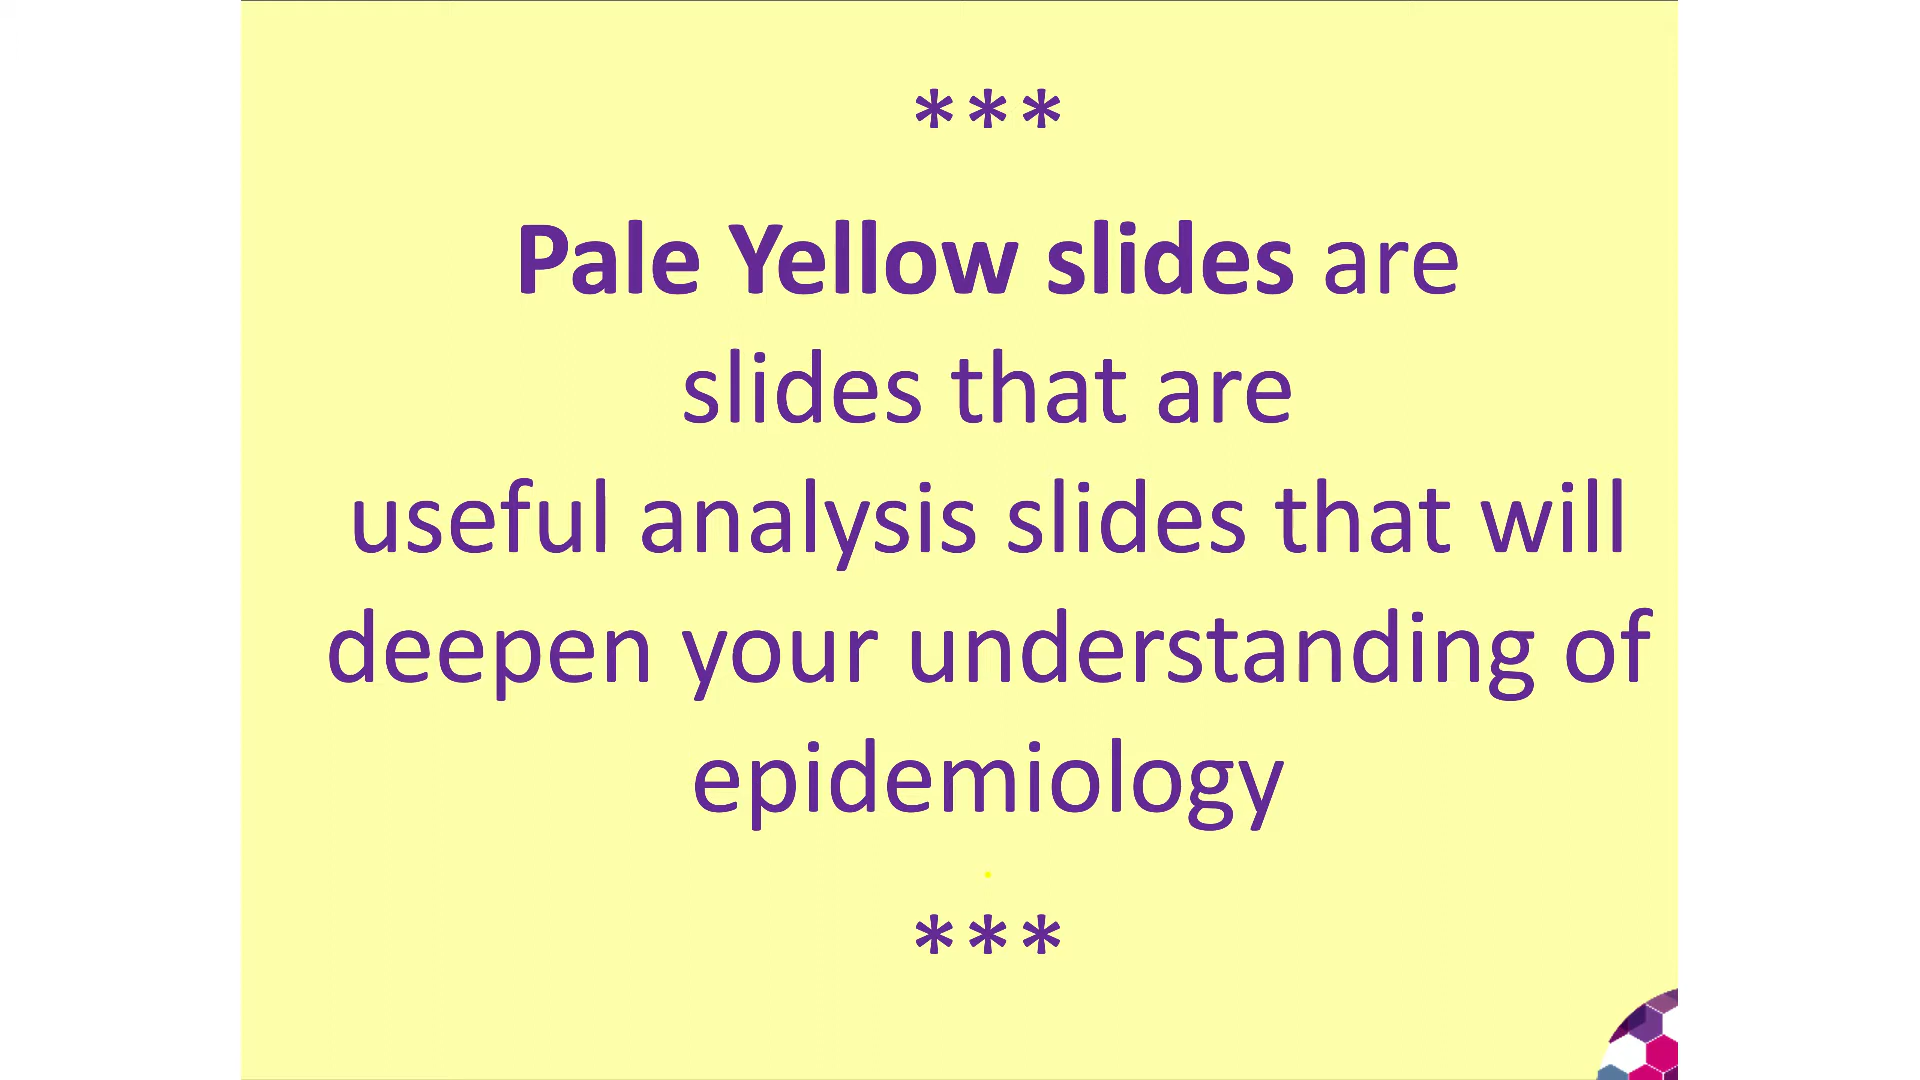 ***
Pale Yellow slides are
slides that are
useful analysis slides that will
deepen your understanding of
epidemiology
.
***